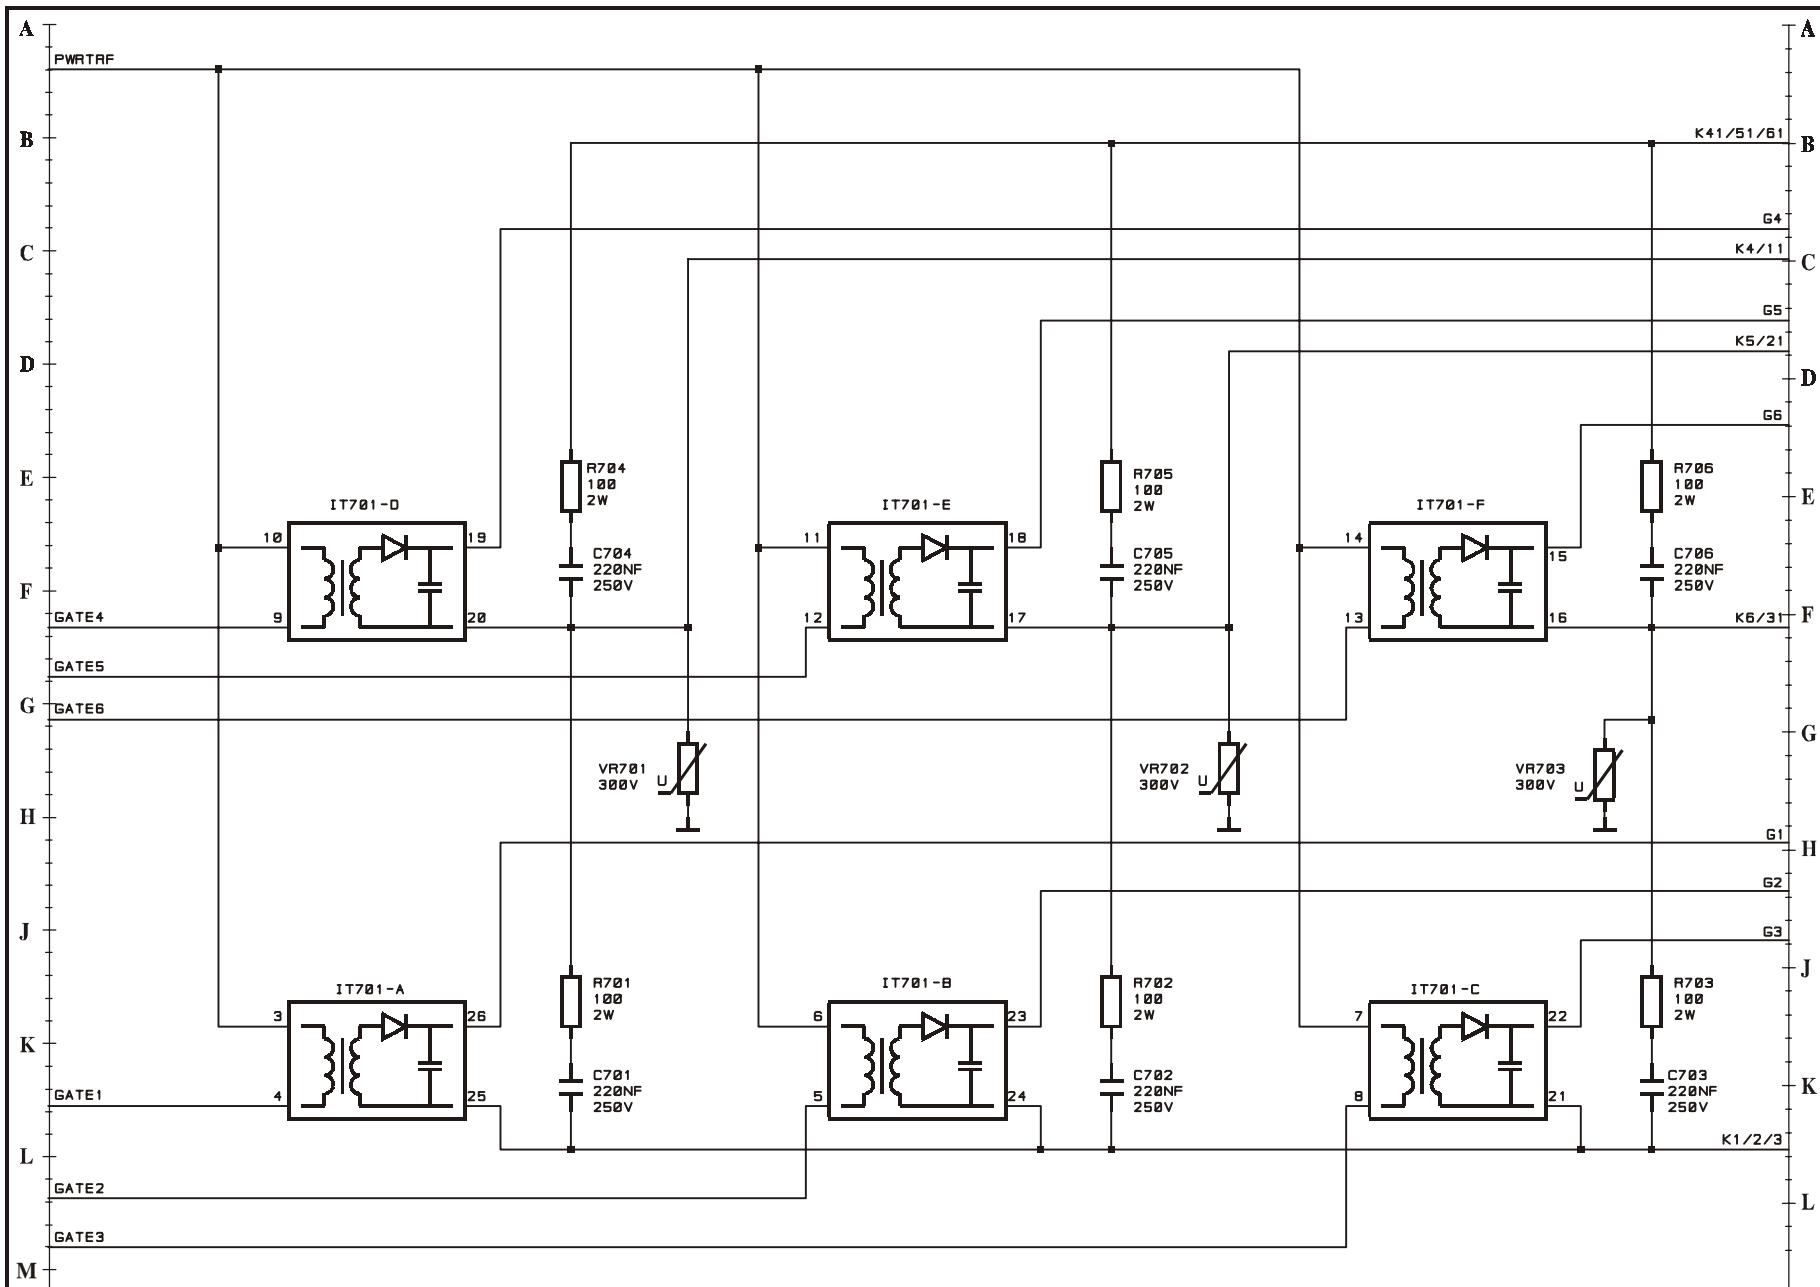 A
A
PWRTRF
B
K41/51/61
B
G4
C
K4/11
C
G5
K5/21
D
D
G6
E
R704
100
2W
R705
100
2W
R706
100
2W
E
IT701-D
IT701-E
IT701-F
10
19
11
18
14
15
C704
220NF
250V
C705
220NF
250V
C706
220NF
250V
F
GATE4
9
20
12
17
13
16
K6/31
F
GATE5
G
GATE6
G
VR701
300V
U
VR702
300V
U
VR703
300V
U
H
G1
H
G2
J
G3
J
IT701-A
R701
100
2W
IT701-B
R702
100
2W
IT701-C
R703
100
2W
3
26
6
23
7
22
K
C701
220NF
250V
C702
220NF
250V
C703
220NF
250V
K
GATE1
4
25
5
24
8
21
L
K1/2/3
GATE2
L
GATE3
M